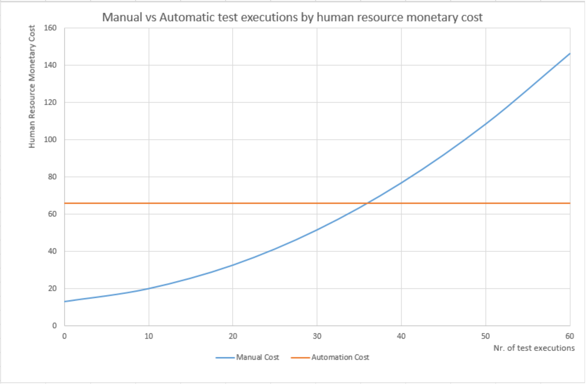 Manual vs Automatic test executions by human resource monetary cost
Human Resource Monetary Cost
160
140
120
100
80
60
40
20
0
0 10 20 30 40 50 60
Nr. of test executions
Manual Cost Automation Cost